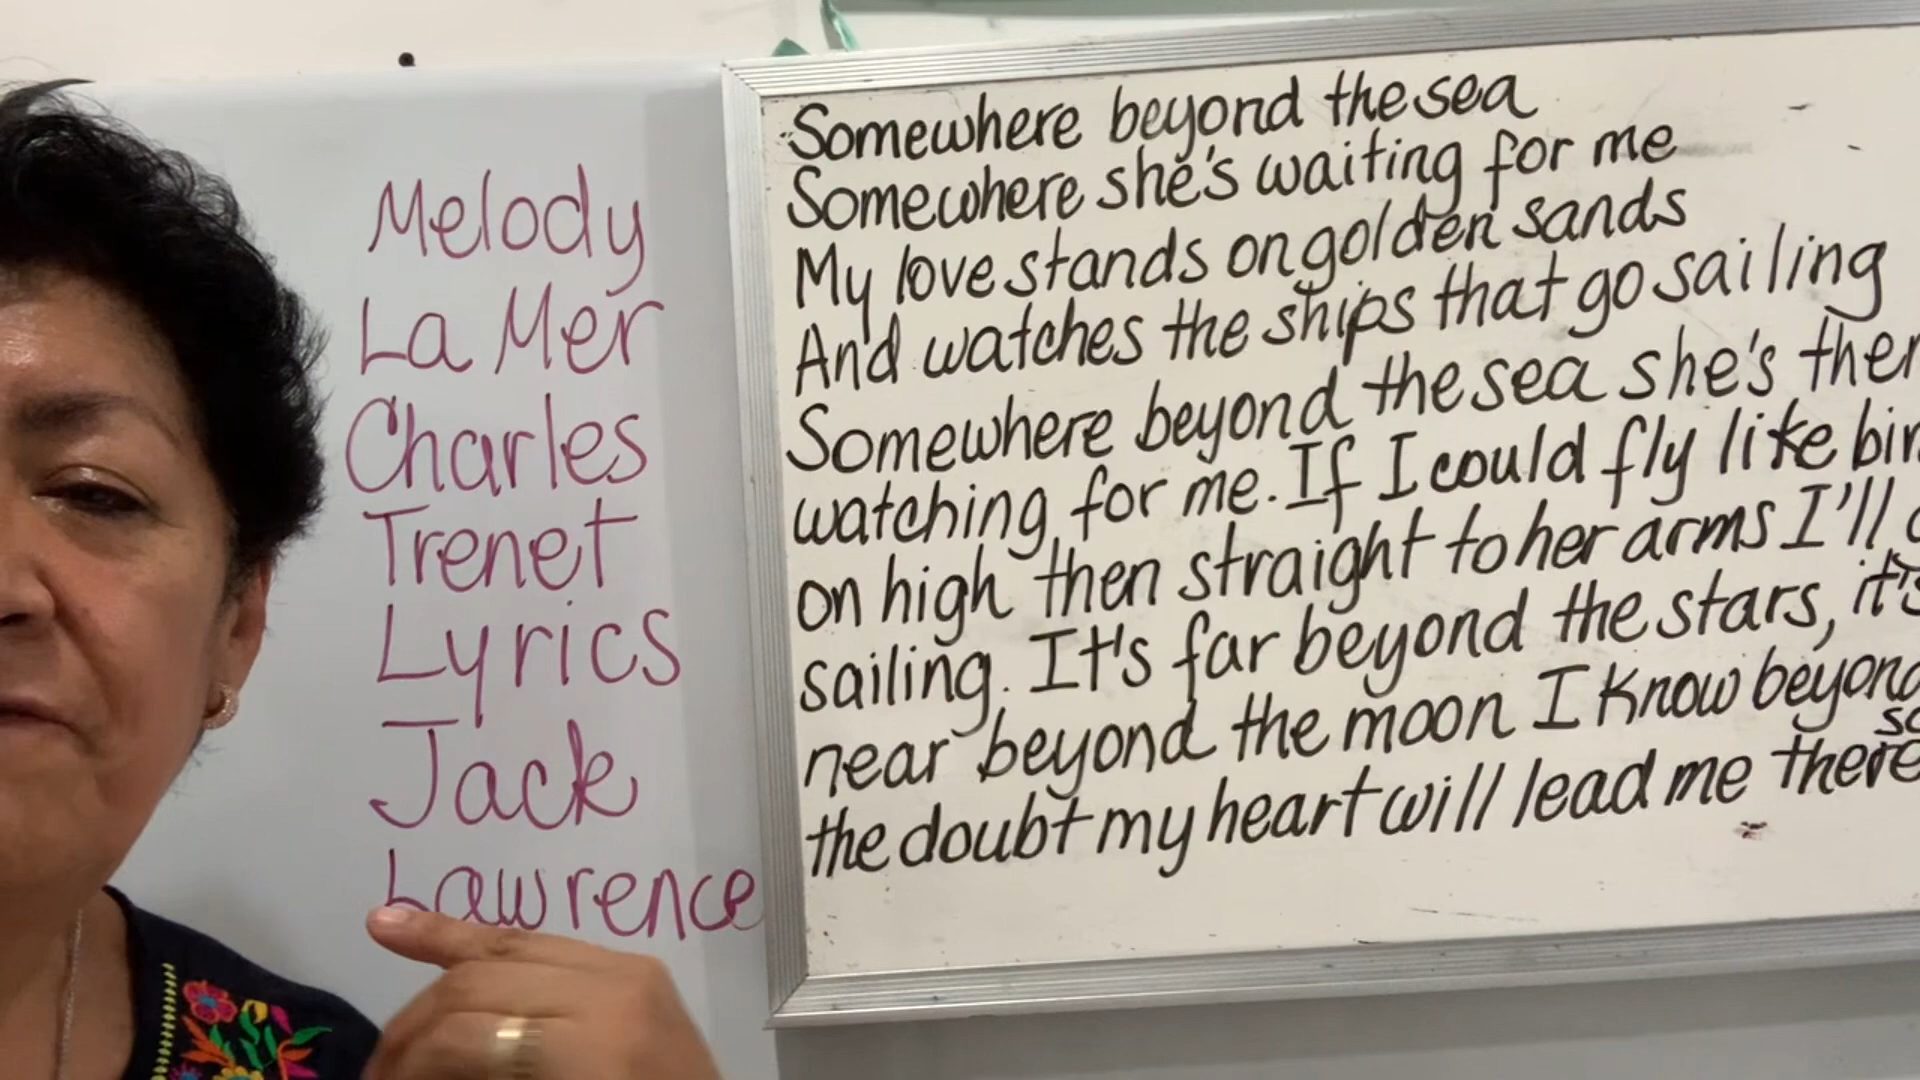 Melody
La Mer
Charles
Trenet
Lyrics
Jack
Lawrence
Somewhere beyond the sea
Somewhere she's waiting for me
My love stands on golden sands
And watches the ships that go sailing
Somewhere beyond the sea she's
watching for me. If I could fly like
on high then straight to her arms I'll
sailing. It's far beyond the stars, it's
near beyond the moon I know beyond
the doubt my heart will lead me there